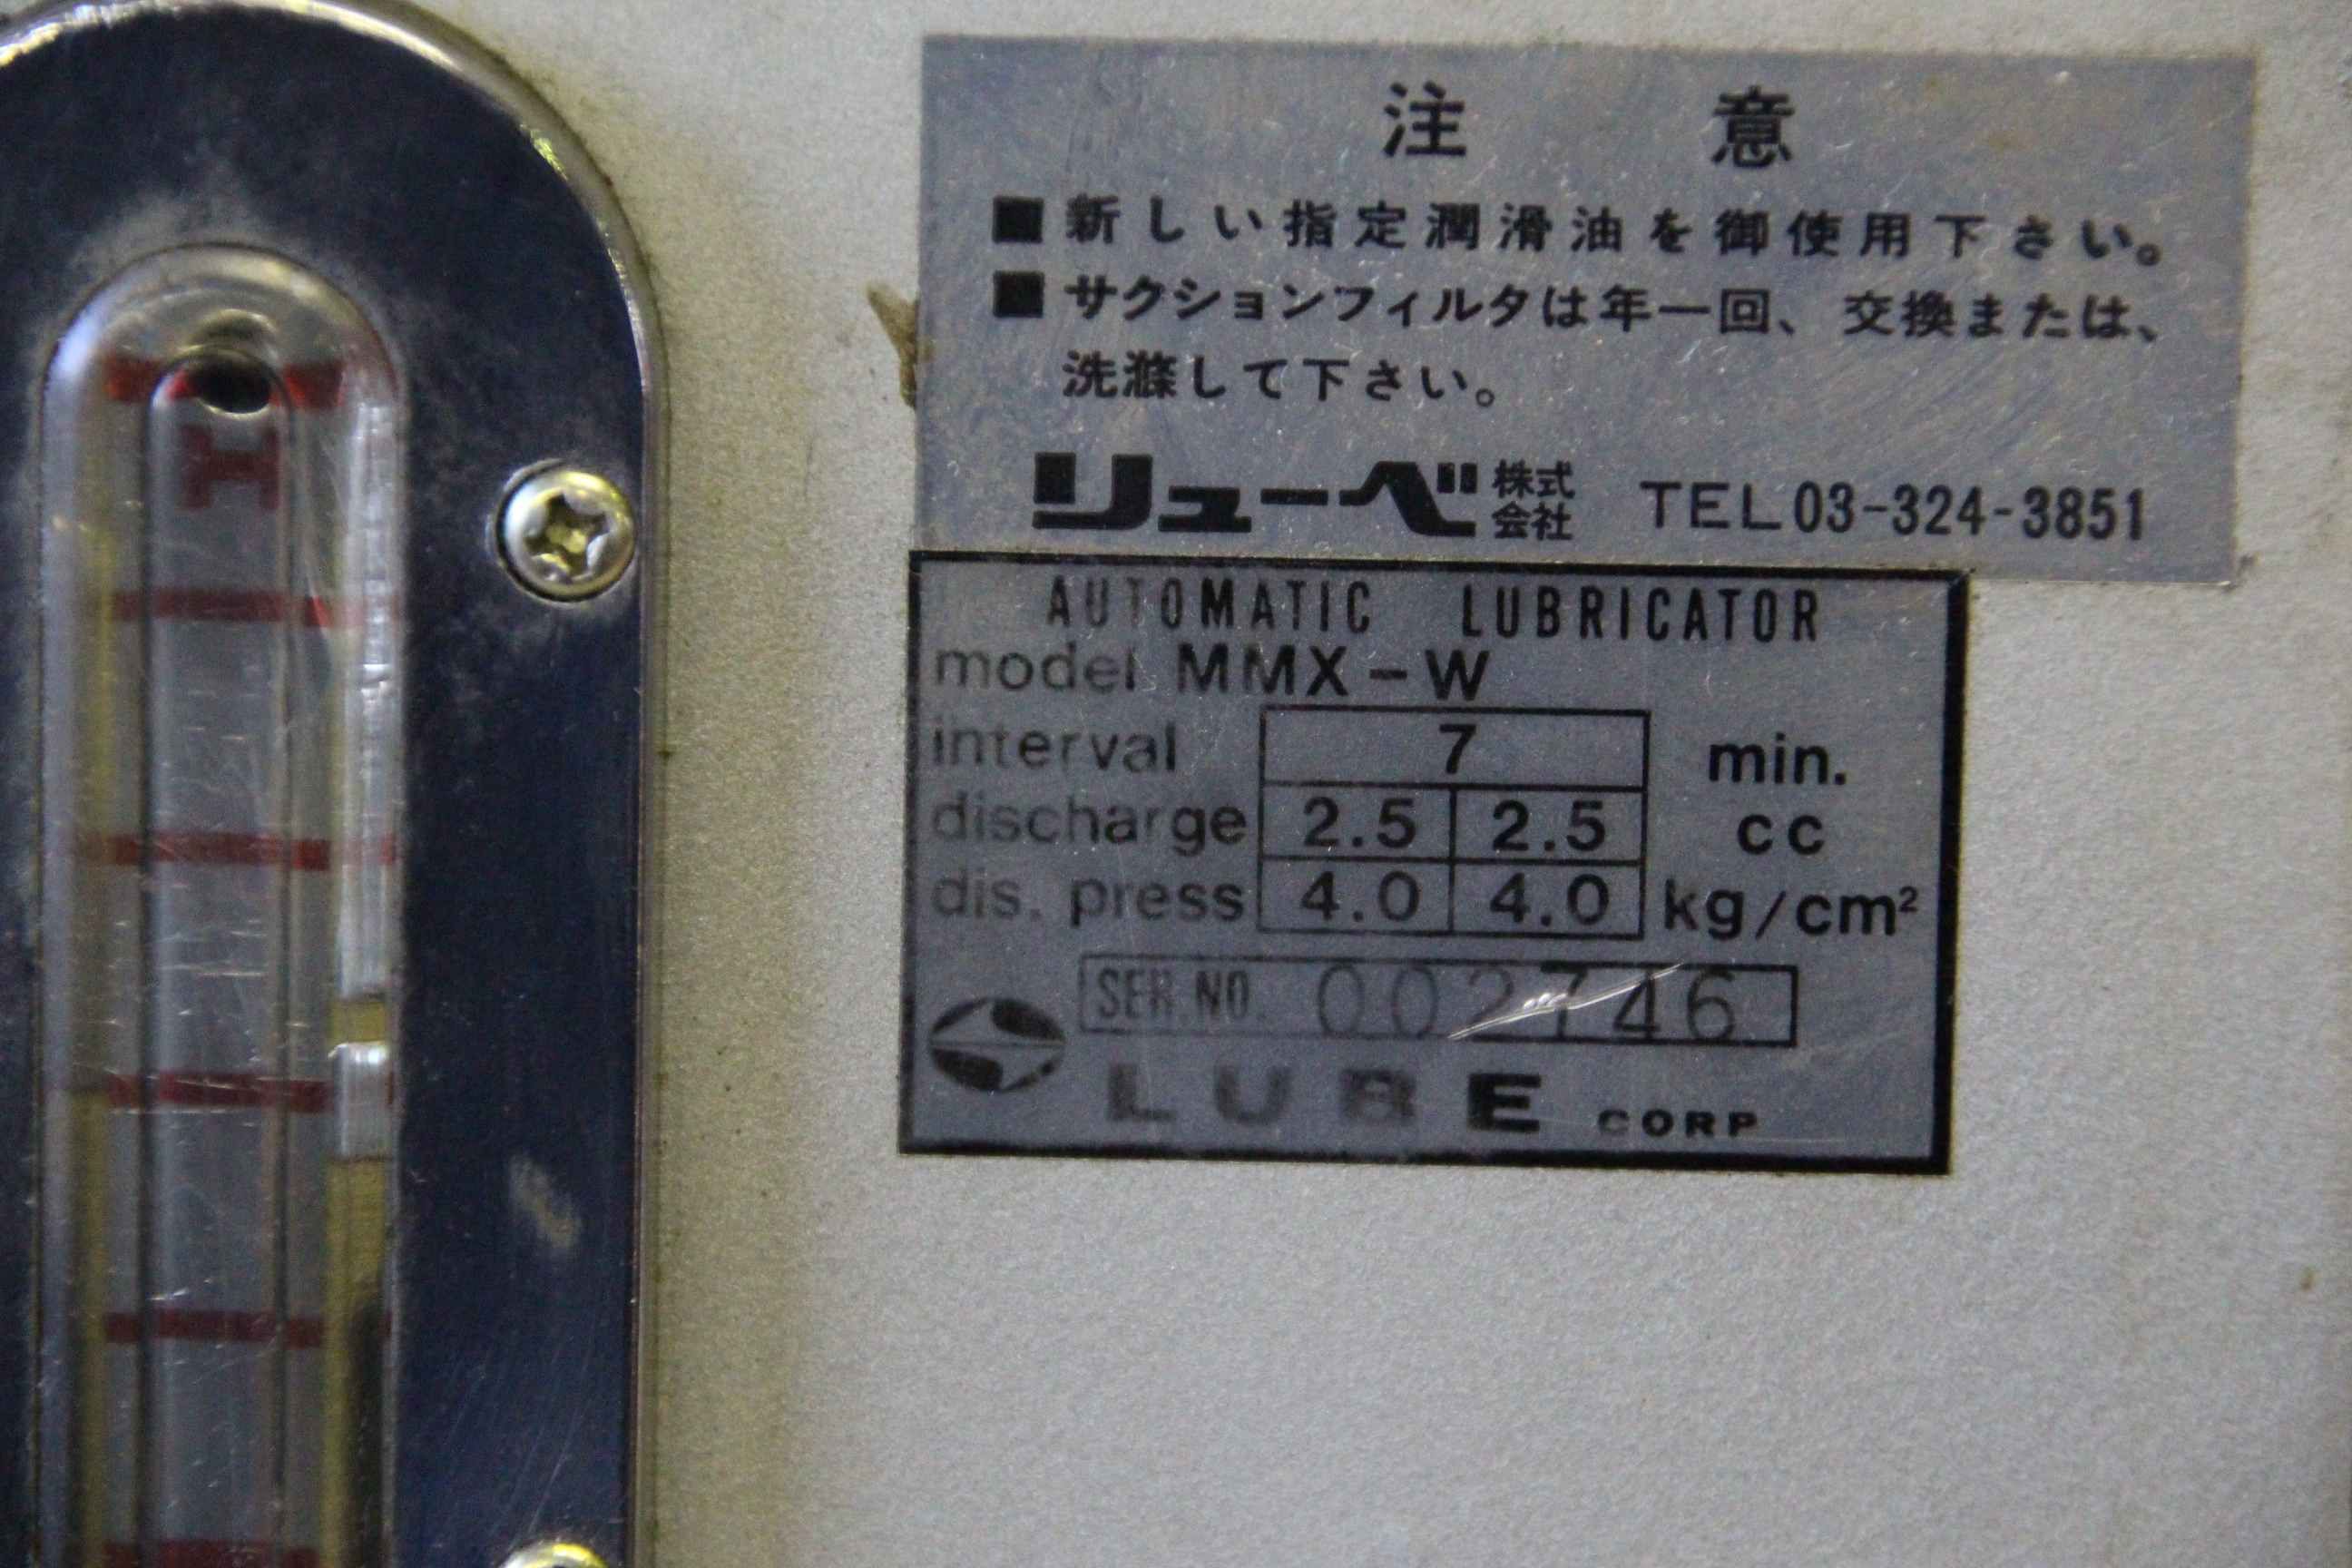 H
注意
■新しい指定潤滑油を御使用下さい。
■サクションフィルタは年一回、交換または、
洗滌して下さい。
リューベ株式会社 TEL03-324-3851
AUTOMATIC LUBRICATOR
model MMX-W
interval 7 min.
discharge 2.5 2.5 cc
dis. press 4.0 4.0 kg/cm²
SER.NO. 002746
LUBE CORP